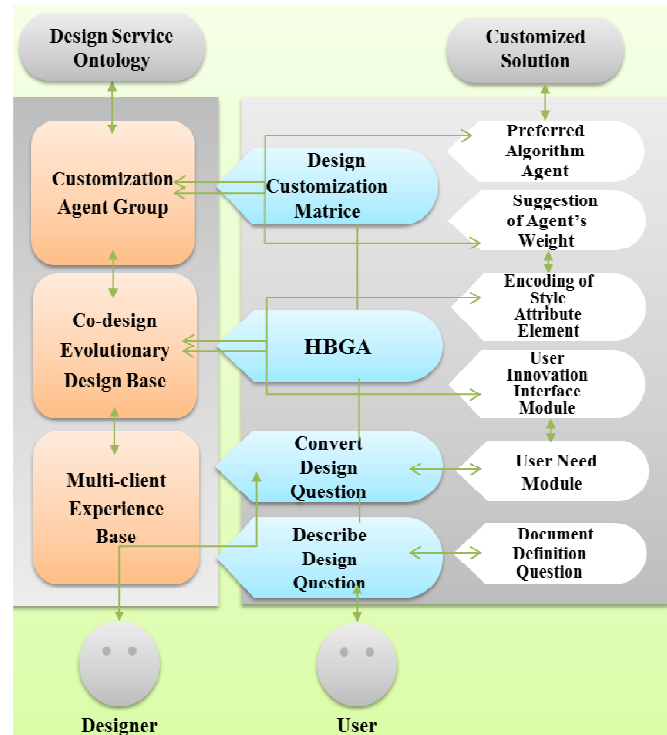 Design Service
Ontology
Customized
Solution
Customization
Agent Group
Design
Customization
Matrice
Preferred
Algorithm
Agent
Suggestion
of Agent's
Weight
Co-design
Evolutionary
Design Base
HBGA
Encoding of
Style
Attribute
Element
User
Innovation
Interface
Module
Multi-client
Experience
Base
Convert
Design
Question
User Need
Module
Describe
Design
Question
Document
Definition
Question
Designer
User